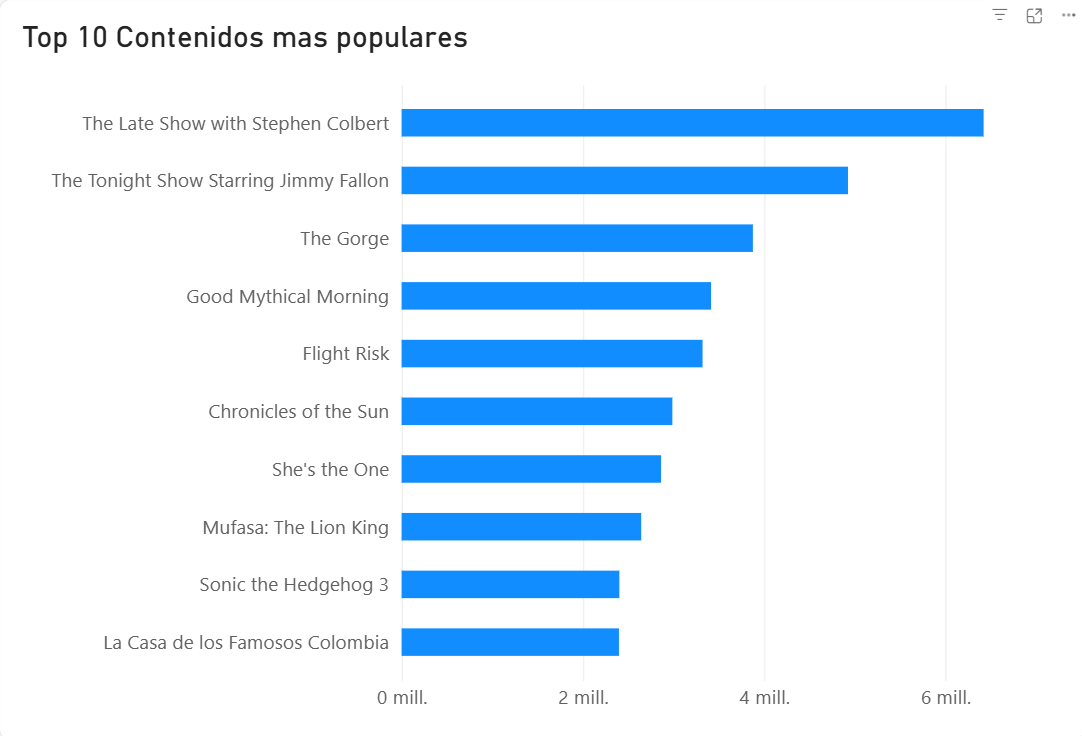 Top 10 Contenidos mas populares
The Late Show with Stephen Colbert
The Tonight Show Starring Jimmy Fallon
The Gorge
Good Mythical Morning
Flight Risk
Chronicles of the Sun
She's the One
Mufasa: The Lion King
Sonic the Hedgehog 3
La Casa de los Famosos Colombia
0 mill. 2 mill. 4 mill. 6 mill.